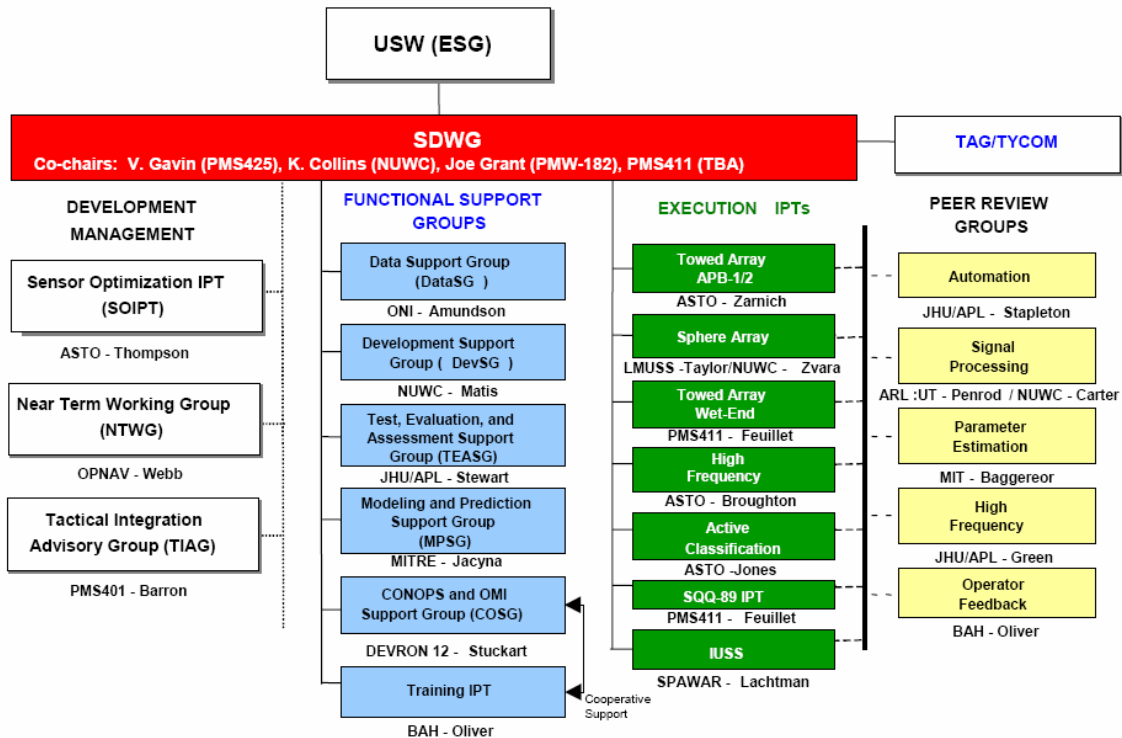 USW (ESG)
SDWG
Co-chairs: V. Gavin (PMS425), K. Collins (NUWC), Joe Grant (PMW-182), PMS411 (TBA)
TAG/TYCOM
DEVELOPMENT
MANAGEMENT
Sensor Optimization IPT
(SOIPT)
ASTO - Thompson
Near Term Working Group
(NTWG)
OPNAV - Webb
Tactical Integration
Advisory Group (TIAG)
PMS401 - Barron
FUNCTIONAL SUPPORT
GROUPS
Data Support Group
(DataSG )
ONI - Amundson
Development Support
Group ( DevSG )
NUWC - Matis
Test, Evaluation, and
Assessment Support
Group (TEASG)
JHU/APL - Stewart
Modeling and Prediction
Support Group
(MPSG)
MITRE - Jacyna
CONOPS and OMI
Support Group (COSG)
DEVRON 12 - Stuckart
Training IPT
BAH - Oliver
Cooperative
Support
EXECUTION IPTs
Towed Array
APB-1/2
ASTO - Zarnich
Sphere Array
LMUSS -Taylor/NUWC - Zvara
Towed Array
Wet-End
PMS411 - Feuillet
High
Frequency
ASTO - Broughton
Active
Classification
ASTO -Jones
SQQ-89 IPT
PMS411 - Feuillet
IUSS
SPAWAR - Lachtman
PEER REVIEW
GROUPS
Automation
JHU/APL - Stapleton
Signal
Processing
ARL :UT - Penrod / NUWC - Carter
Parameter
Estimation
MIT - Baggereor
High
Frequency
JHU/APL - Green
Operator
Feedback
BAH - Oliver